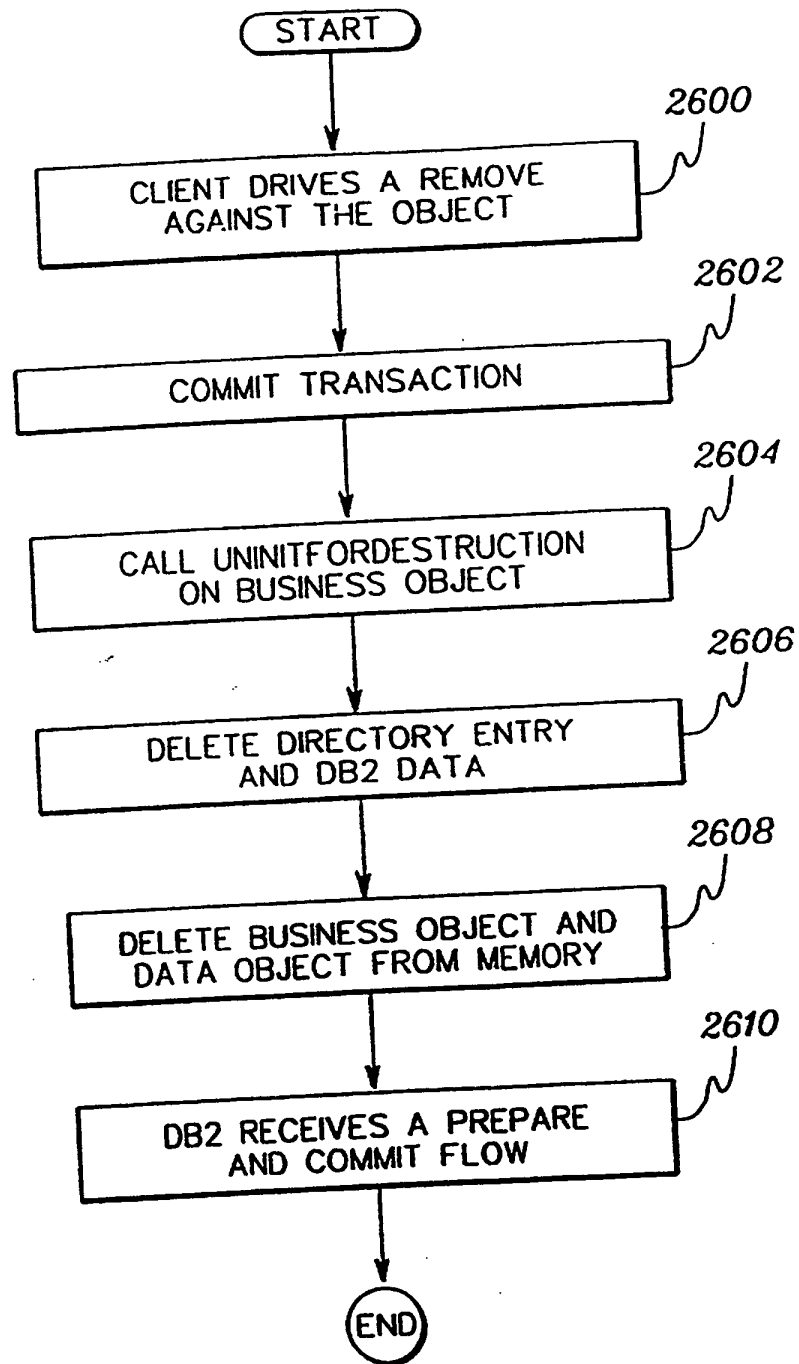 START
2600
CLIENT DRIVES A REMOVE
AGAINST THE OBJECT
2602
COMMIT TRANSACTION
2604
CALL UNINITFORDESTRUCTION
ON BUSINESS OBJECT
2606
DELETE DIRECTORY ENTRY
AND DB2 DATA
2608
DELETE BUSINESS OBJECT AND
DATA OBJECT FROM MEMORY
2610
DB2 RECEIVES A PREPARE
AND COMMIT FLOW
END